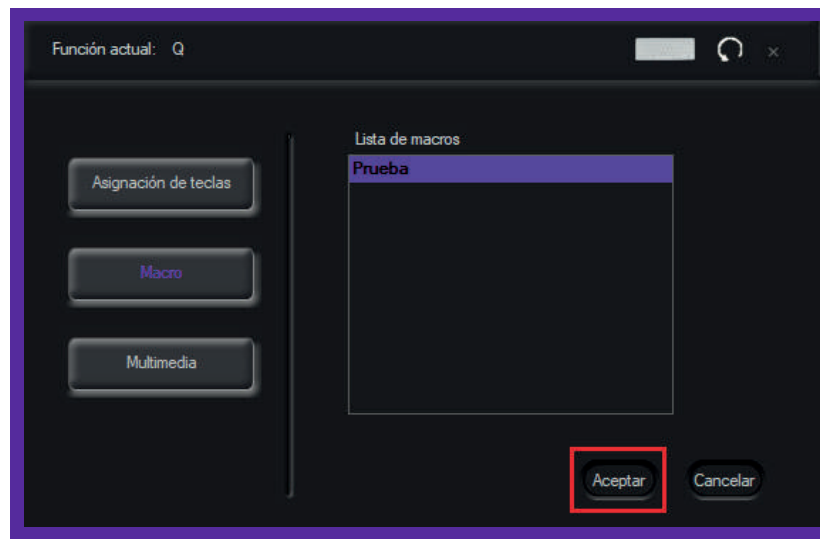 Función actual: Q
Lista de macros
Prueba
Asignación de teclas
Macro
Multimedia
Aceptar
Cancelar